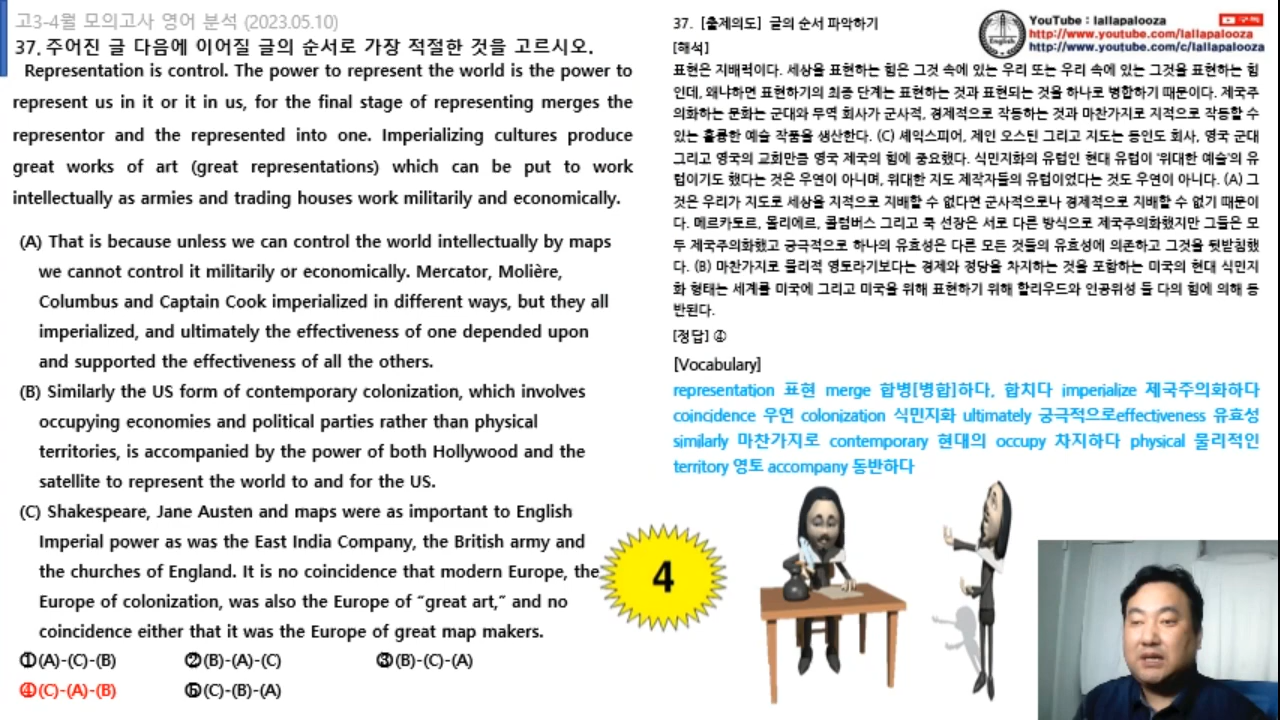 고3-4월 모의고사 영어 분석 (2023.05.10)
37. 주어진 글 다음에 이어질 글의 순서로 가장 적절한 것을 고르시오.
Representation is control. The power to represent the world is the power to
represent us in it or it in us, for the final stage of representing merges the
representor and the represented into one. Imperializing cultures produce
great works of art (great representations) which can be put to work
intellectually as armies and trading houses work militarily and economically.
(A) That is because unless we can control the world intellectually by maps
we cannot control it militarily or economically. Mercator, Molière,
Columbus and Captain Cook imperialized in different ways, but they all
imperialized, and ultimately the effectiveness of one depended upon
and supported the effectiveness of all the others.
(B) Similarly the US form of contemporary colonization, which involves
occupying economies and political parties rather than physical
territories, is accompanied by the power of both Hollywood and the
satellite to represent the world to and for the US.
(C) Shakespeare, Jane Austen and maps were as important to English
Imperial power as was the East India Company, the British army and
the churches of England. It is no coincidence that modern Europe, the
Europe of colonization, was also the Europe of “great art,” and no
coincidence either that it was the Europe of great map makers.
①(A)-(C)-(B) ②(B)-(A)-(C) ③(B)-(C)-(A)
④(C)-(A)-(B) ⑤(C)-(B)-(A)
4
37. [출제의도] 글의 순서 파악하기
[해석]
표현은 지배력이다. 세상을 표현하는 힘은 그것 속에 있는 우리 또는 우리 속에 있는 그것을 표현하는 힘
인데, 왜냐하면 표현하기의 최종 단계는 표현하는 것과 표현되는 것을 하나로 병합하기 때문이다. 제국주
의화하는 문화는 군대와 무역 회사가 군사적, 경제적으로 작동하는 것과 마찬가지로 지적으로 작동할 수
있는 훌륭한 예술 작품을 생산한다. (C) 셰익스피어, 제인 오스틴 그리고 지도는 동인도 회사, 영국 군대
그리고 영국의 교회만큼 영국 제국의 힘에 중요했다. 식민지화의 유럽인 현대 유럽이 '위대한 예술'의 유
럽이기도 했다는 것은 우연이 아니며, 위대한 지도 제작자들의 유럽이었다는 것도 우연이 아니다. (A) 그
것은 우리가 지도로 세상을 지적으로 지배할 수 없다면 군사적으로나 경제적으로 지배할 수 없기 때문이
다. 메르카토르, 몰리에르, 콜럼버스 그리고 쿡 선장은 서로 다른 방식으로 제국주의화했지만 그들은 모
두 제국주의화했고 궁극적으로 하나의 유효성은 다른 모든 것들의 유효성에 의존하고 그것을 뒷받침했
다. (B) 마찬가지로 물리적 영토라기보다는 경제와 정당을 차지하는 것을 포함하는 미국의 현대 식민지
화 형태는 세계를 미국에 그리고 미국을 위해 표현하기 위해 할리우드와 인공위성 둘 다의 힘에 의해 동
반된다.
[정답] ④
[Vocabulary]
representation 표현 merge 합병[병합]하다, 합치다 imperialize 제국주의화하다
coincidence 우연 colonization 식민지화 ultimately 궁극적으로effectiveness 유효성
similarly 마찬가지로 contemporary 현대의 occupy 차지하다 physical 물리적인
territory 영토 accompany 동반하다
English
YouTube : lallapalooza
구독
http://www.youtube.com/lallapalooza
http://www.youtube.com/c/lallapalooza